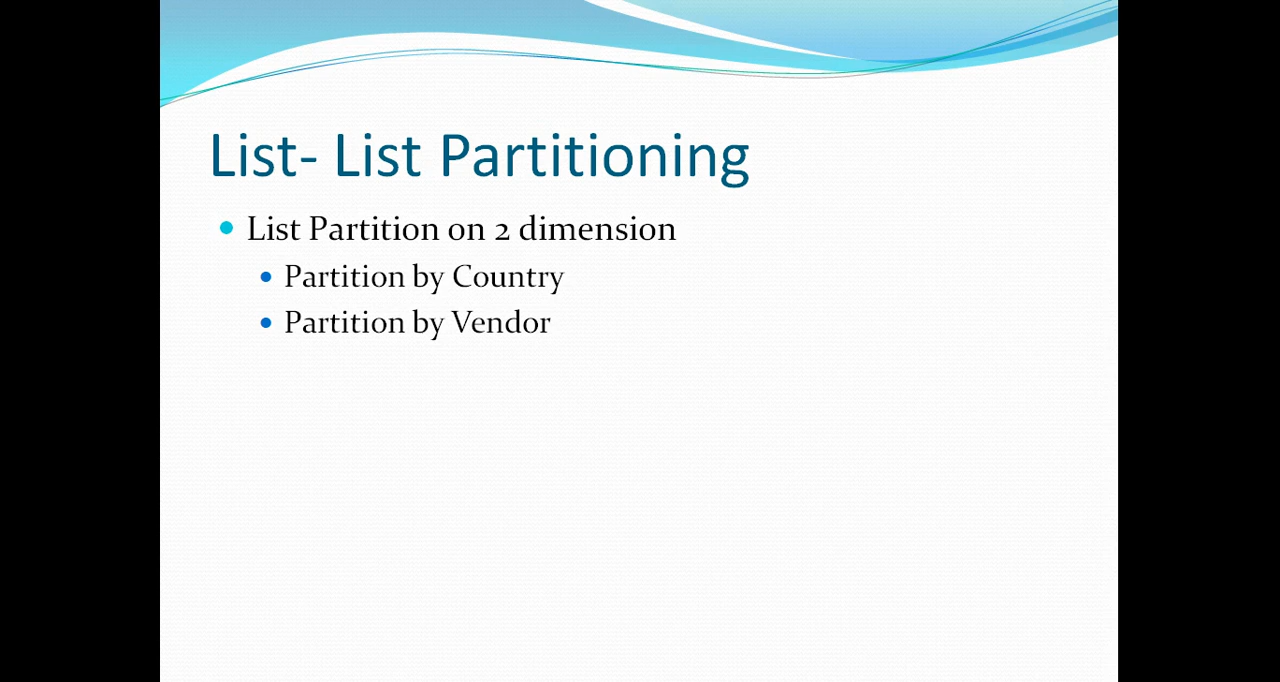 List- List Partitioning
List Partition on 2 dimension
Partition by Country
Partition by Vendor